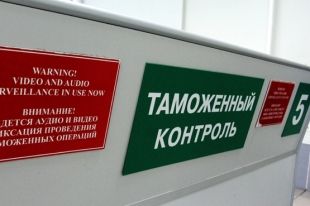 WARNING!
VIDEO AND AUDIO
RVEILLANCE IN USE NOW
ВНИМАНИЕ!
ДЕТСЯ АУДИО И ВИДЕО
ИКСАЦИЯ ПРОВЕДЕНИЯ
МОЖЕННЫХ ОПЕРАЦИЙ
ТАМОЖЕННЫЙ
КОНТРОЛЬ
5